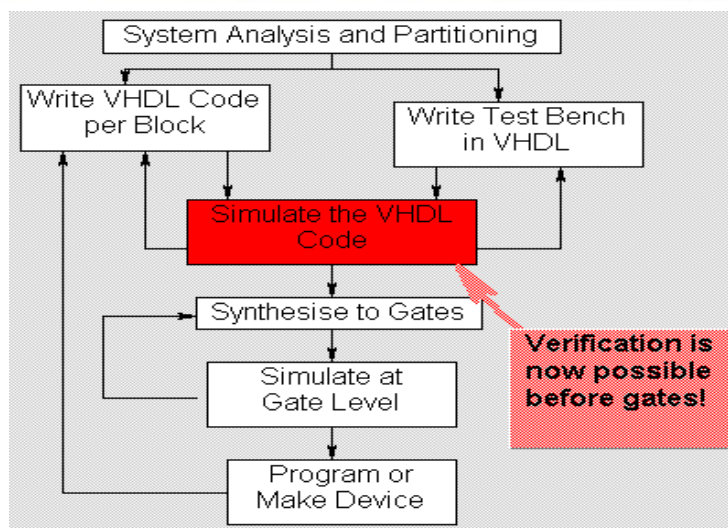 System Analysis and Partitioning
Write VHDL Code
per Block
Write Test Bench
in VHDL
Simulate the VHDL
Code
Synthesise to Gates
Verification is
now possible
before gates!
Simulate at
Gate Level
Program or
Make Device